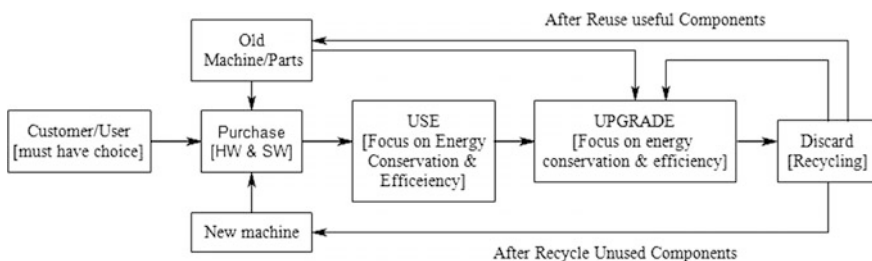 After Reuse useful Components
Old
Machine/Parts
Customer/User
[must have choice]
Purchase
[HW & SW]
USE
[Focus on Energy
Conservation &
Efficeiency]
UPGRADE
[Focus on energy
conservation & efficiency]
Discard
[Recycling]
New machine
After Recycle Unused Components